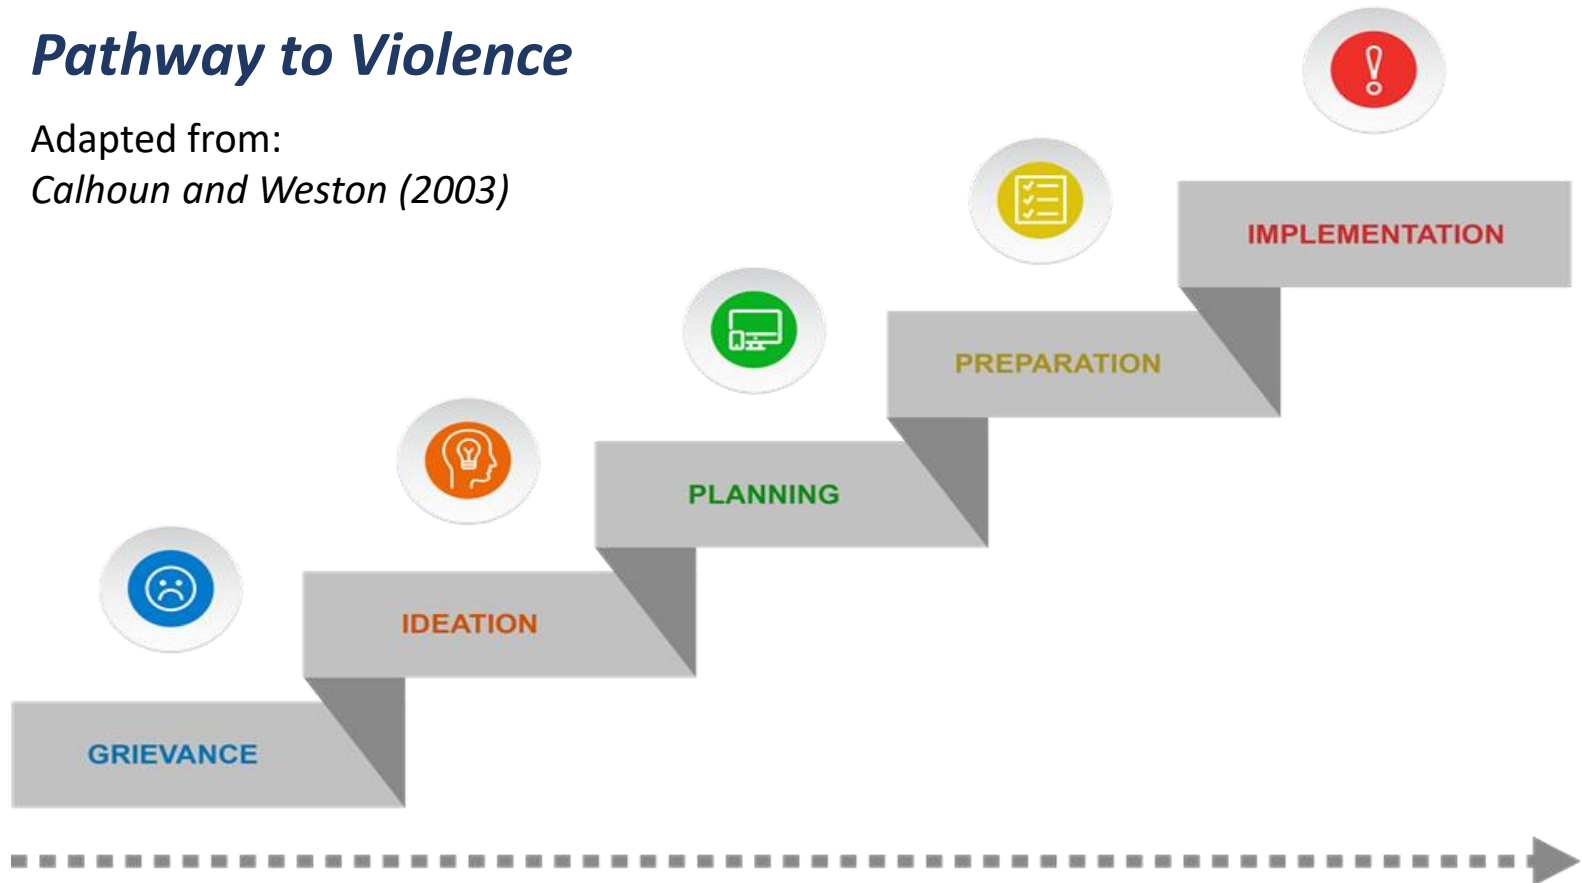 Pathway to Violence
Adapted from:
Calhoun and Weston (2003)
IMPLEMENTATION
PREPARATION
PLANNING
IDEATION
GRIEVANCE